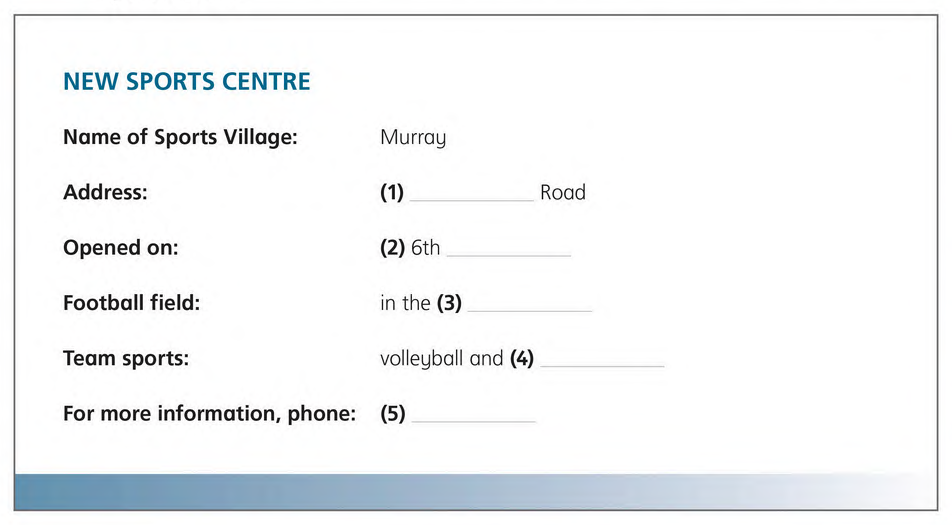 NEW SPORTS CENTRE
Name of Sports Village: Murray
Address: (1) ____________ Road
Opened on: (2) 6th ____________
Football field: in the (3) ____________
Team sports: volleyball and (4) ____________
For more information, phone: (5) ____________